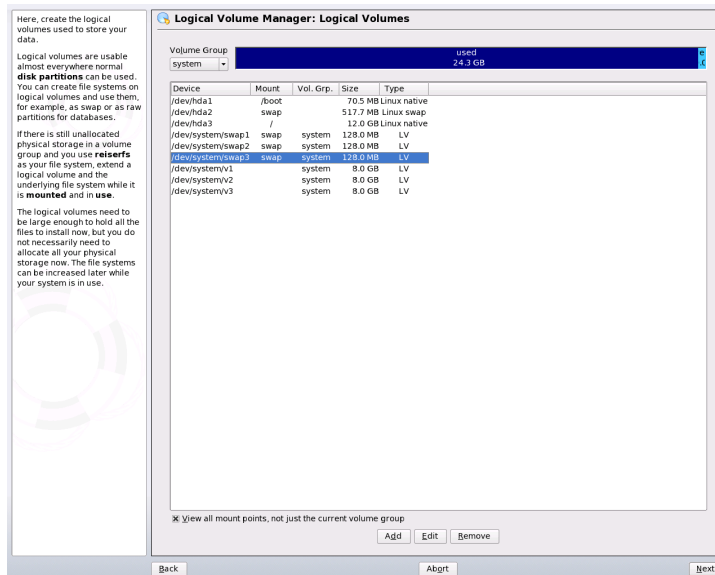 Here, create the logical
volumes used to store your
data.
Logical volumes are usable
almost everywhere normal
disk partitions can be used.
You can create file systems on
logical volumes and use them,
for example, as swap or as raw
partitions for databases.
If there is still unallocated
physical storage in a volume
group and you use reiserfs
as your file system, extend a
logical volume and the
underlying file system while it
is mounted and in use.
The logical volumes need to
be large enough to hold all the
files to install now, but you do
not necessarily need to
allocate all your physical
storage now. The file systems
can be increased later while
your system is in use.
Logical Volume Manager: Logical Volumes
Volume Group
system
used
24.3 GB
Device Mount Vol. Grp. Size Type
/dev/hda1 /boot 70.5 MB Linux native
/dev/hda2 swap 517.7 MB Linux swap
/dev/hda3 / 12.0 GB Linux native
/dev/system/swap1 swap system 128.0 MB LV
/dev/system/swap2 swap system 128.0 MB LV
/dev/system/swap3 swap system 128.0 MB LV
/dev/system/v1 system 8.0 GB LV
/dev/system/v2 system 8.0 GB LV
/dev/system/v3 system 8.0 GB LV
View all mount points, not just the current volume group
Add Edit Remove
Back Abort Next